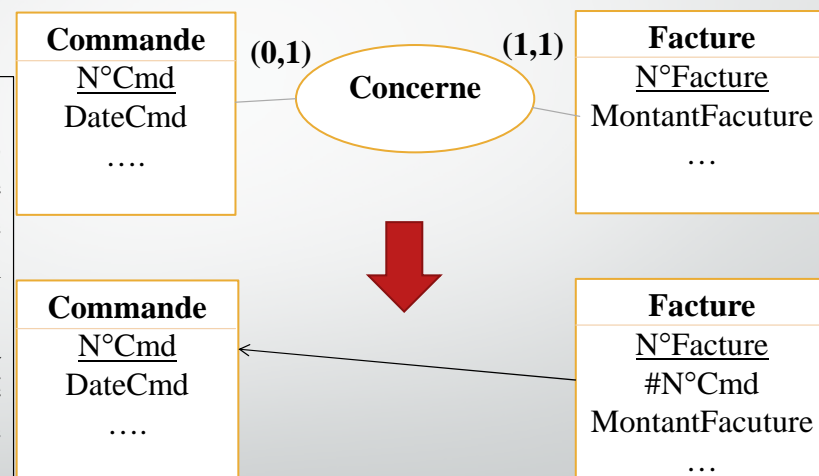 Commande
N°Cmd
DateCmd
….
(0,1)
Concerne
(1,1)
Facture
N°Facture
MontantFacuture
…
Commande
N°Cmd
DateCmd
….
Facture
N°Facture
#N°Cmd
MontantFacuture
…